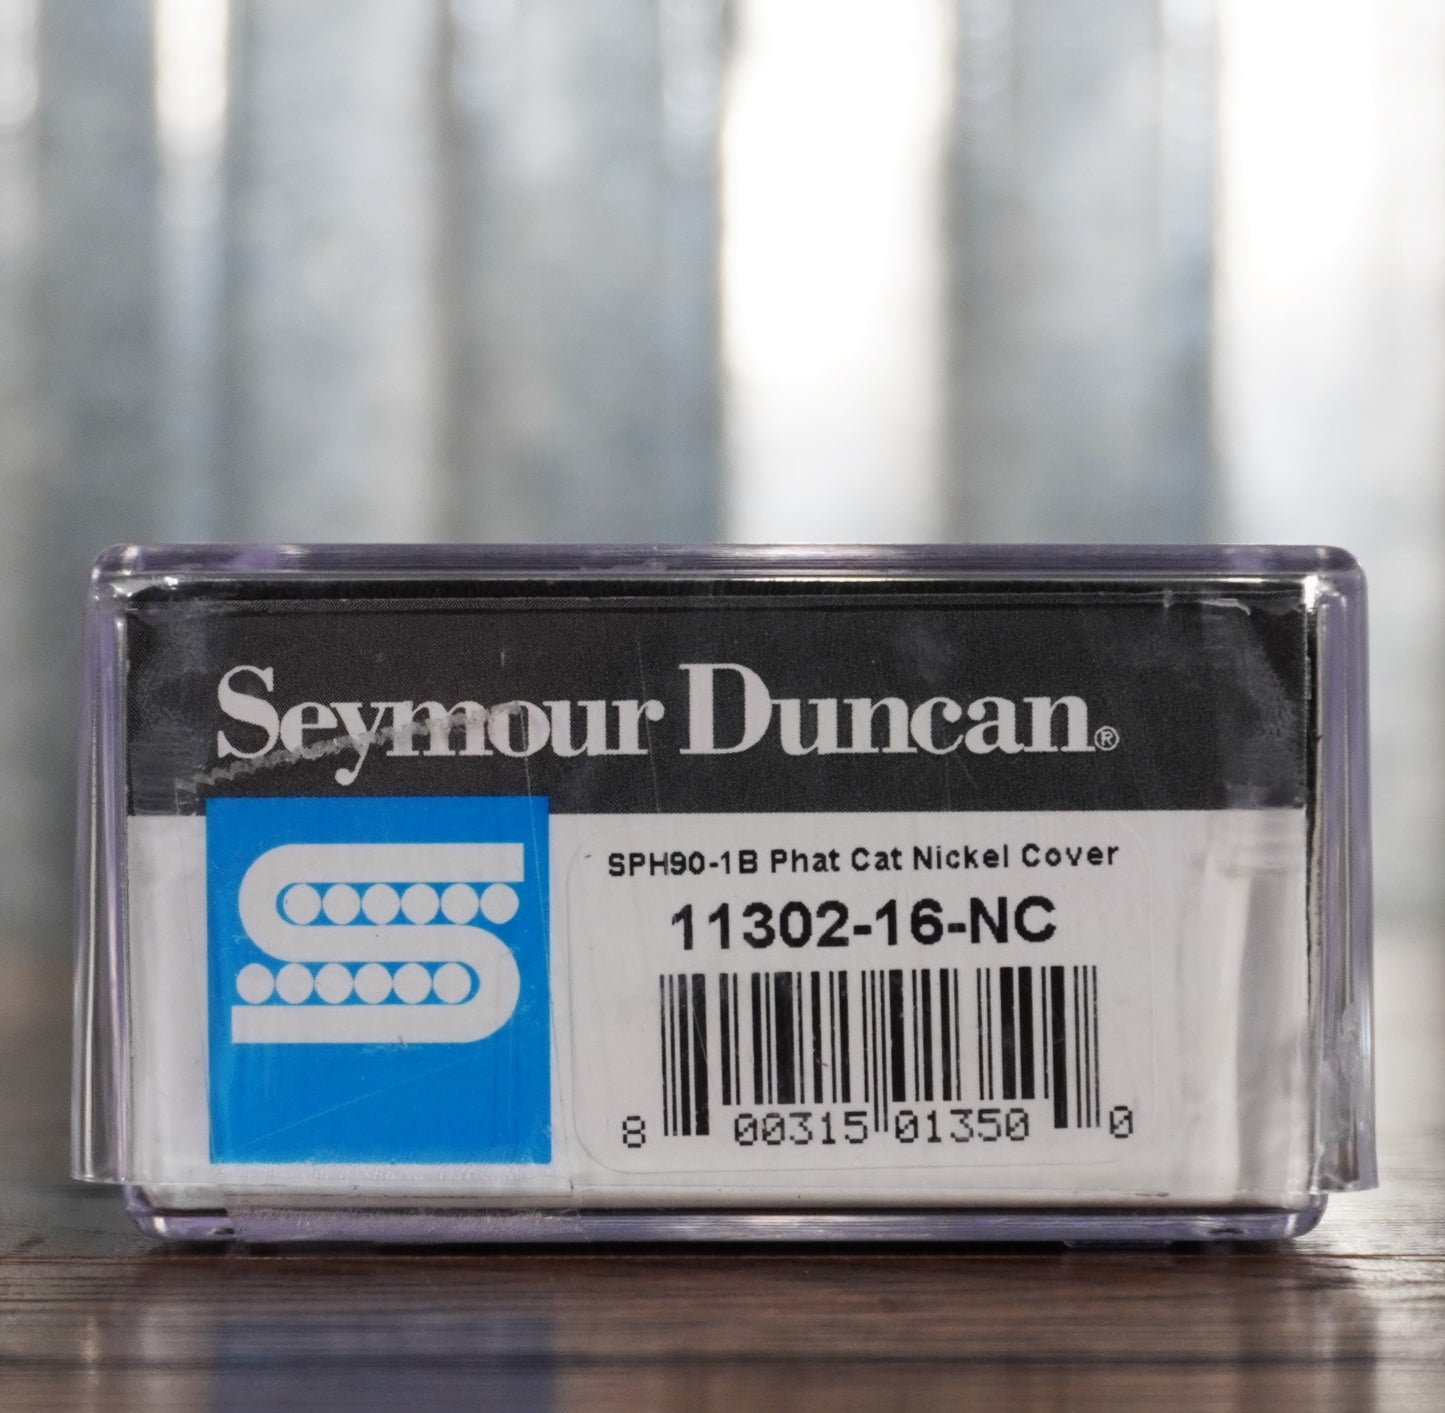 Seymour Duncan®
SPH90-1B Phat Cat Nickel Cover
11302-16-NC
8 00315 01350 0